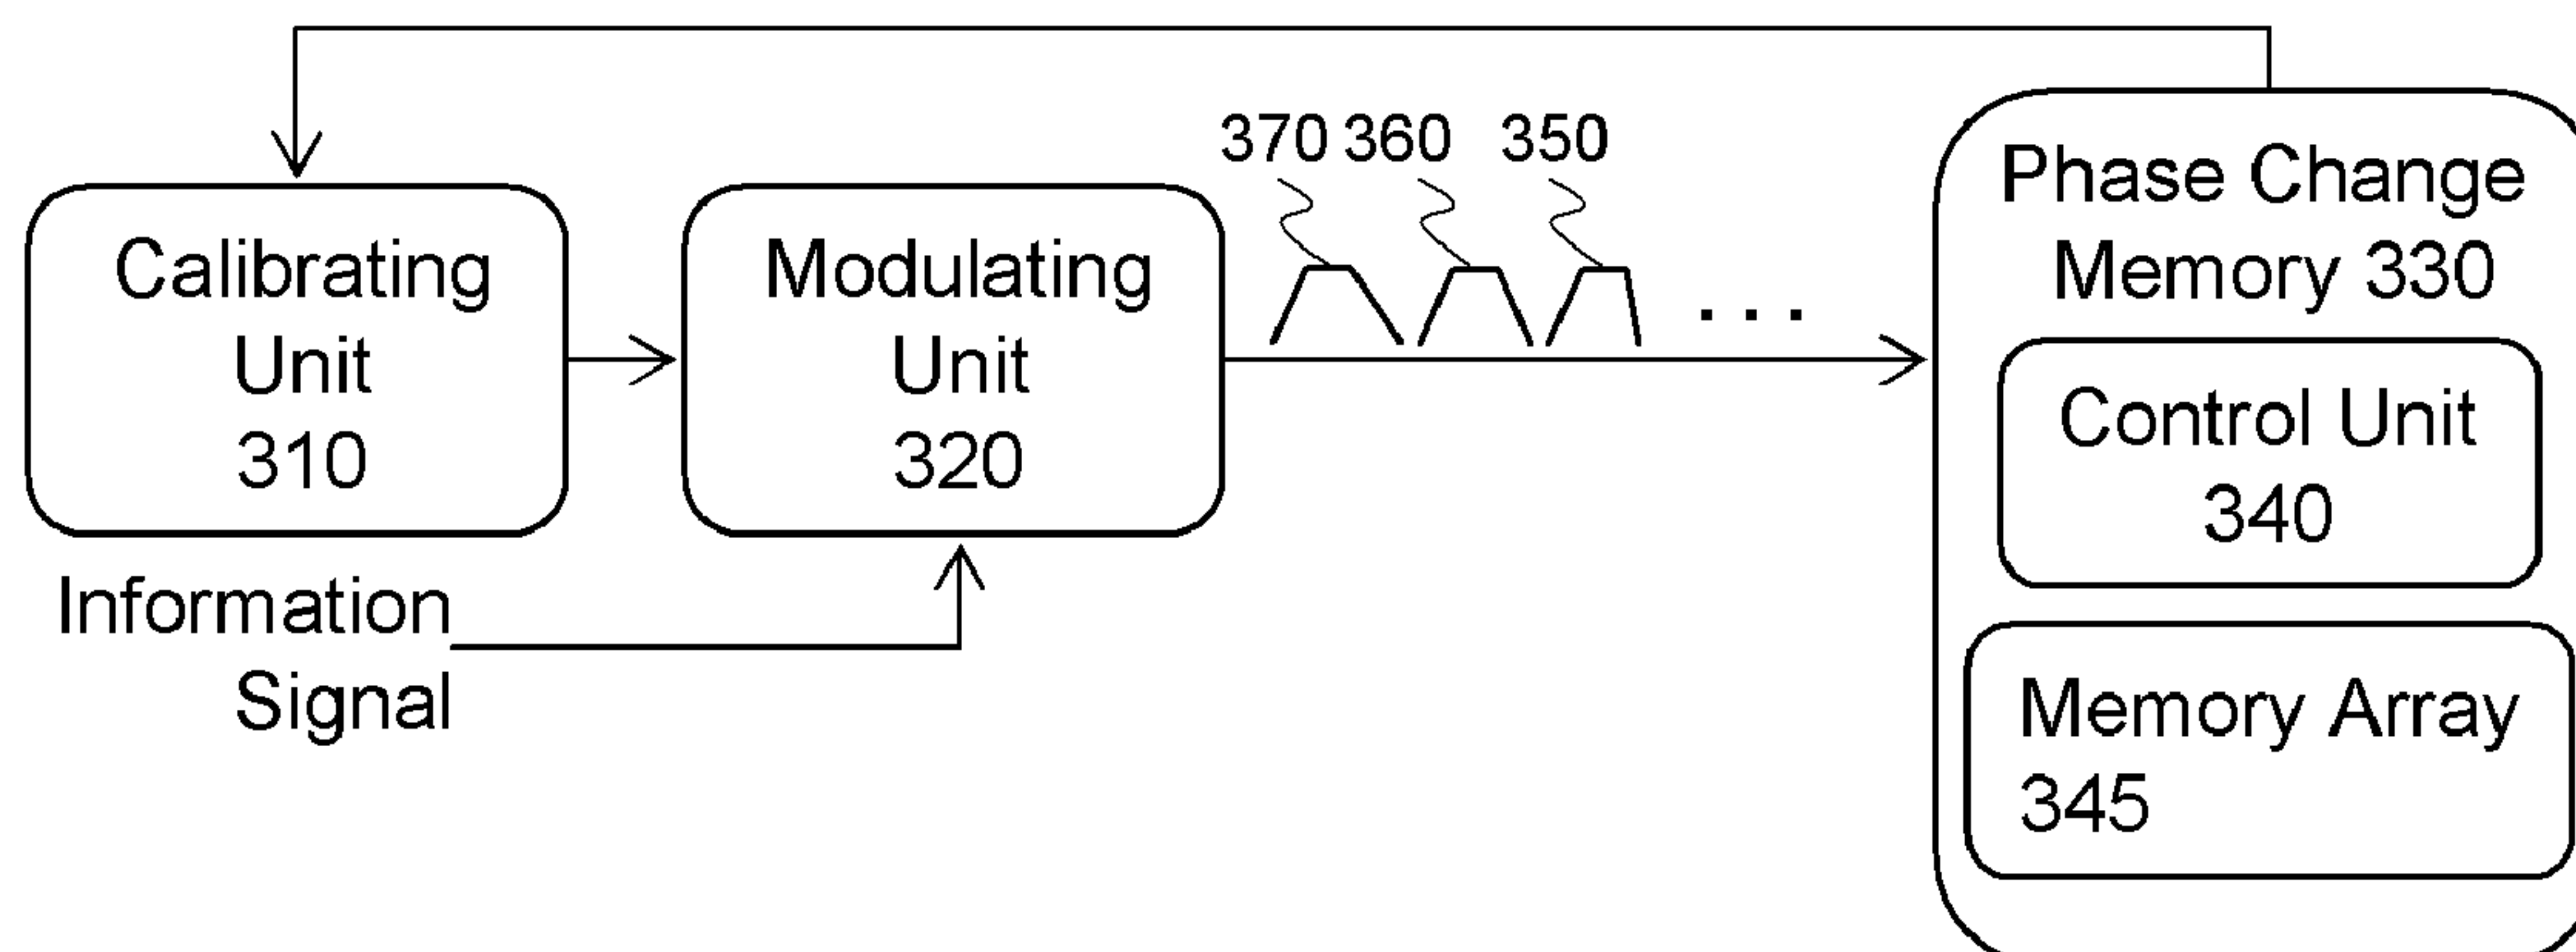 370 360 350
Calibrating
Unit
310
Modulating
Unit
320
Phase Change
Memory 330
Control Unit
340
Memory Array
345
Information
Signal
. . .